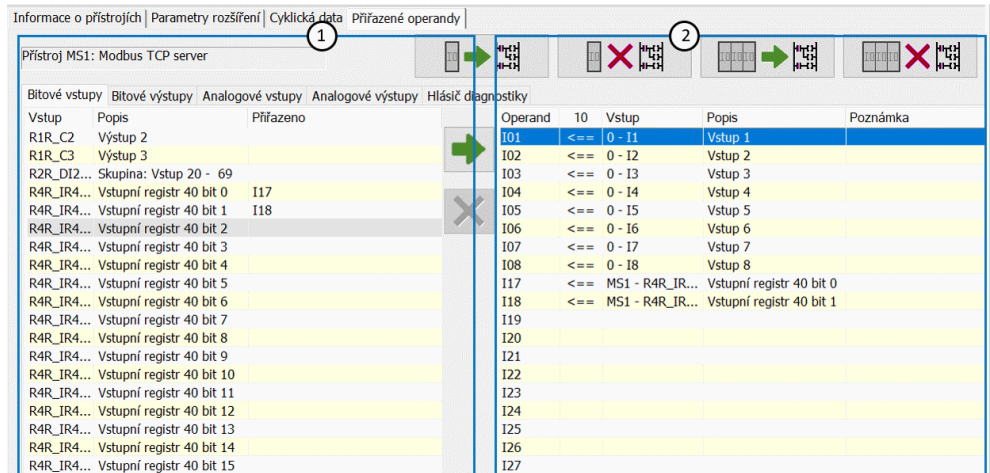 Informace o přístrojích Parametry rozšíření Cyklická data Přiřazené operandy
1
2
Přístroj MS1: Modbus TCP server
Bitové vstupy Bitové výstupy Analogové vstupy Analogové výstupy Hlásič diagnostiky
Vstup Popis Přiřazeno
R1R_C2 Výstup 2
R1R_C3 Výstup 3
R2R_DI2... Skupina: Vstup 20 - 69
R4R_IR4... Vstupní registr 40 bit 0 I17
R4R_IR4... Vstupní registr 40 bit 1 I18
R4R_IR4... Vstupní registr 40 bit 2
R4R_IR4... Vstupní registr 40 bit 3
R4R_IR4... Vstupní registr 40 bit 4
R4R_IR4... Vstupní registr 40 bit 5
R4R_IR4... Vstupní registr 40 bit 6
R4R_IR4... Vstupní registr 40 bit 7
R4R_IR4... Vstupní registr 40 bit 8
R4R_IR4... Vstupní registr 40 bit 9
R4R_IR4... Vstupní registr 40 bit 10
R4R_IR4... Vstupní registr 40 bit 11
R4R_IR4... Vstupní registr 40 bit 12
R4R_IR4... Vstupní registr 40 bit 13
R4R_IR4... Vstupní registr 40 bit 14
R4R_IR4... Vstupní registr 40 bit 15
Operand 10 Vstup Popis Poznámka
I01 <== 0 - I1 Vstup 1
I02 <== 0 - I2 Vstup 2
I03 <== 0 - I3 Vstup 3
I04 <== 0 - I4 Vstup 4
I05 <== 0 - I5 Vstup 5
I06 <== 0 - I6 Vstup 6
I07 <== 0 - I7 Vstup 7
I08 <== 0 - I8 Vstup 8
I17 <== MS1 - R4R_IR... Vstupní registr 40 bit 0
I18 <== MS1 - R4R_IR... Vstupní registr 40 bit 1
I19
I20
I21
I22
I23
I24
I25
I26
I27